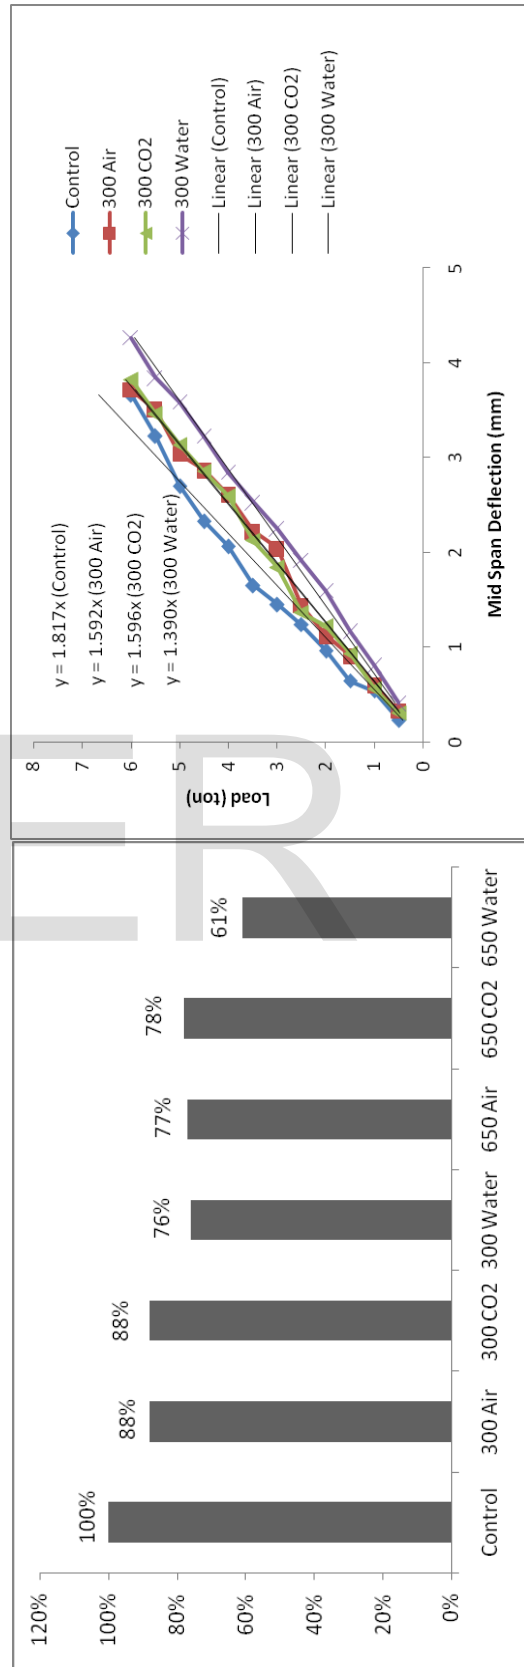 120%
100%
80%
60%
40%
20%
0%
100%
88%
88%
76%
77%
78%
61%
Control
300 Air
300 CO2
300 Water
650 Air
650 CO2
650 Water
ER
8
7
6
5
4
3
2
1
0
Load (ton)
y = 1.817x (Control)
y = 1.592x (300 Air)
y = 1.596x (300 CO2)
y = 1.390x (300 Water)
0
1
2
3
4
5
Mid Span Deflection (mm)
Control
300 Air
300 CO2
300 Water
Linear (Control)
Linear (300 Air)
Linear (300 CO2)
Linear (300 Water)